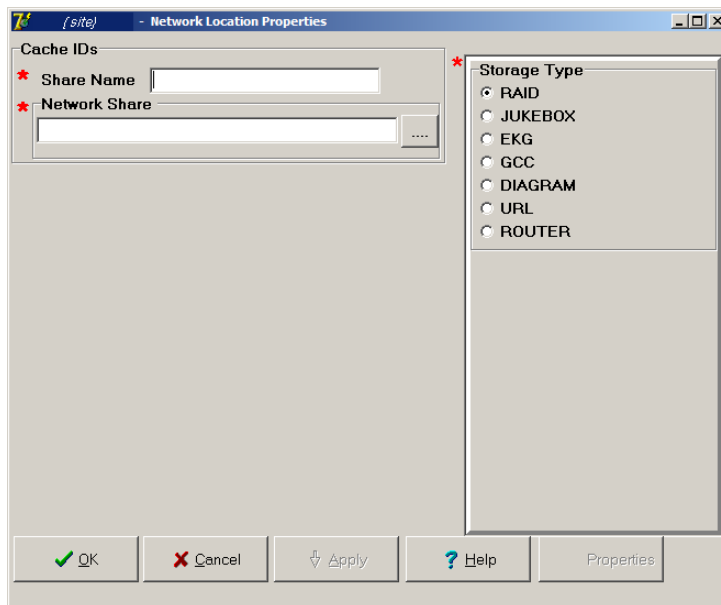 (site) - Network Location Properties
Cache IDs
* Share Name
* Network Share
....
* Storage Type
RAID
JUKEBOX
EKG
GCC
DIAGRAM
URL
ROUTER
OK
Cancel
Apply
? Help
Properties